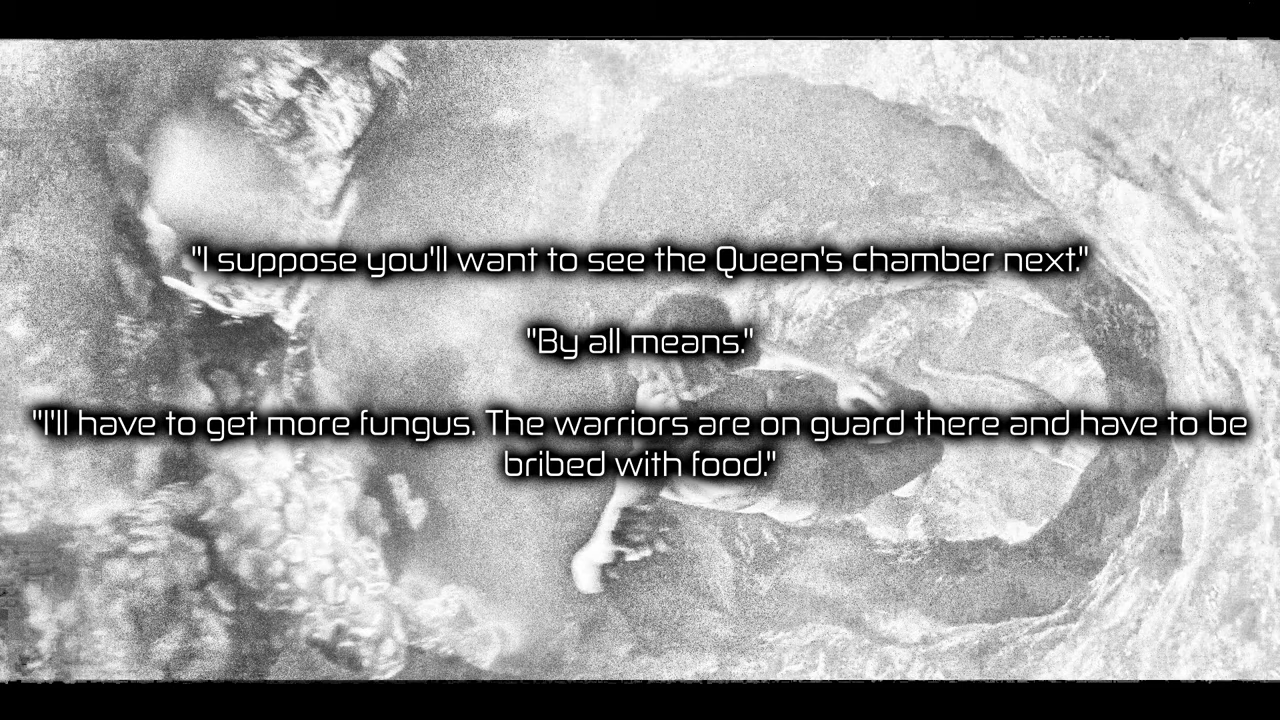 "I suppose you'll want to see the Queen's chamber next."
"By all means."
"I'll have to get more fungus. The warriors are on guard there and have to be
bribed with food."